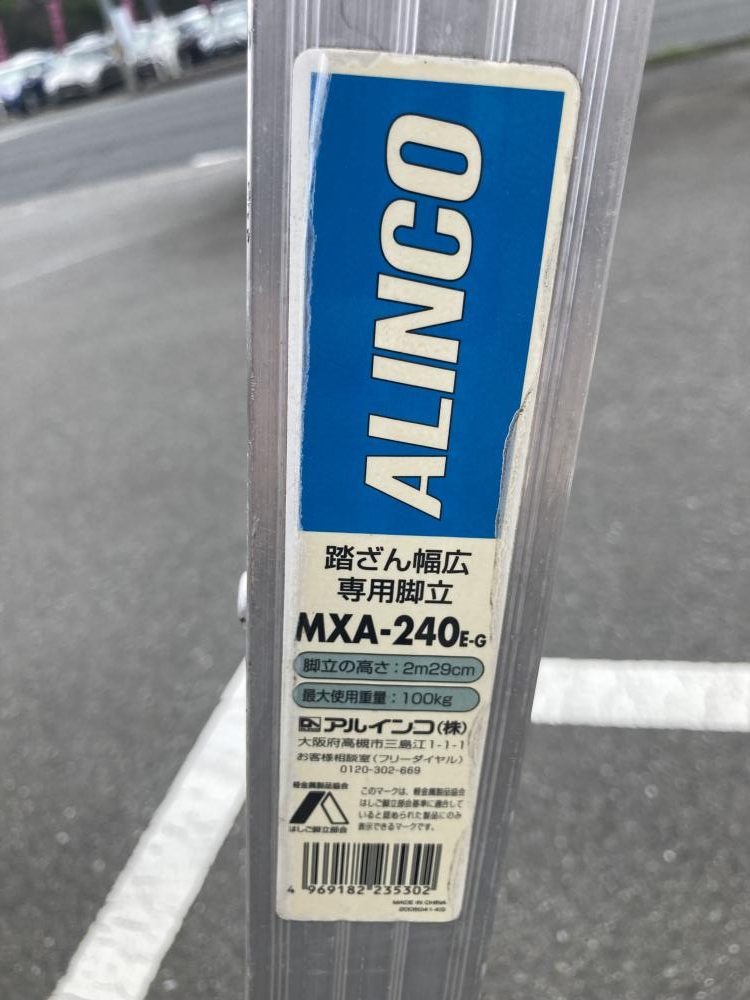 ALINCO
踏ざん幅広
専用脚立
MXA-240E-G
脚立の高さ：2m29cm
最大使用重量：100kg
アルインコ(株)
大阪府高槻市三島江1-1-1
お客様相談室(フリーダイヤル)
0120-302-669
軽金属製品協会
はしご脚立部会
このマークは、軽金属製品協会
はしご脚立部会基準に適合して
いると認められた製品にのみ
表示できるマークです。
4 969182 235302
MADE IN CHINA